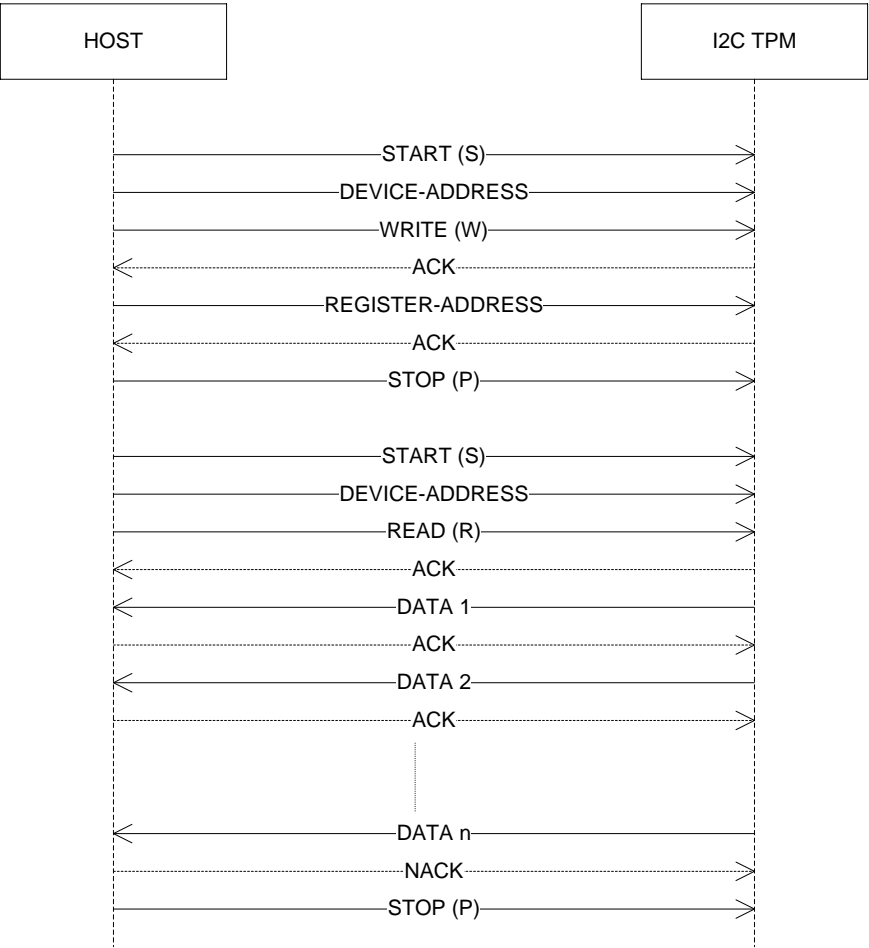 HOST
I2C TPM
START (S)
DEVICE-ADDRESS
WRITE (W)
ACK
REGISTER-ADDRESS
ACK
STOP (P)
START (S)
DEVICE-ADDRESS
READ (R)
ACK
DATA 1
ACK
DATA 2
ACK
DATA n
NACK
STOP (P)